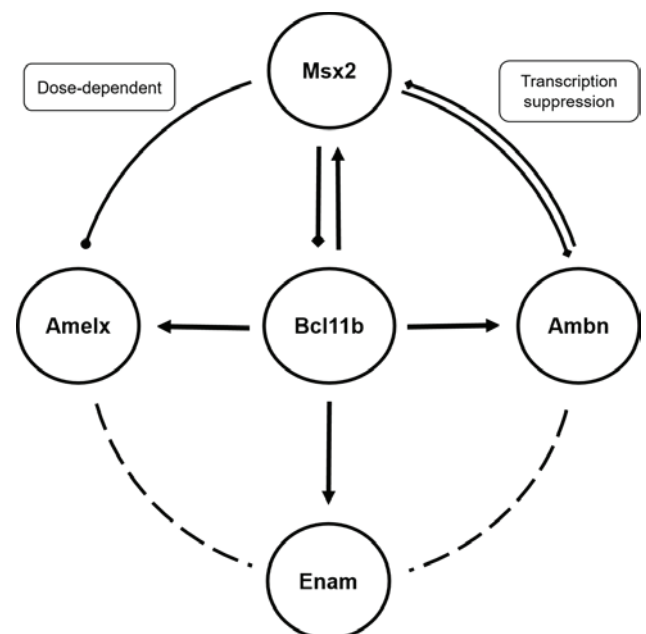 Msx2
Dose-dependent
Transcription
suppression
Amelx
Bcl11b
Ambn
Enam